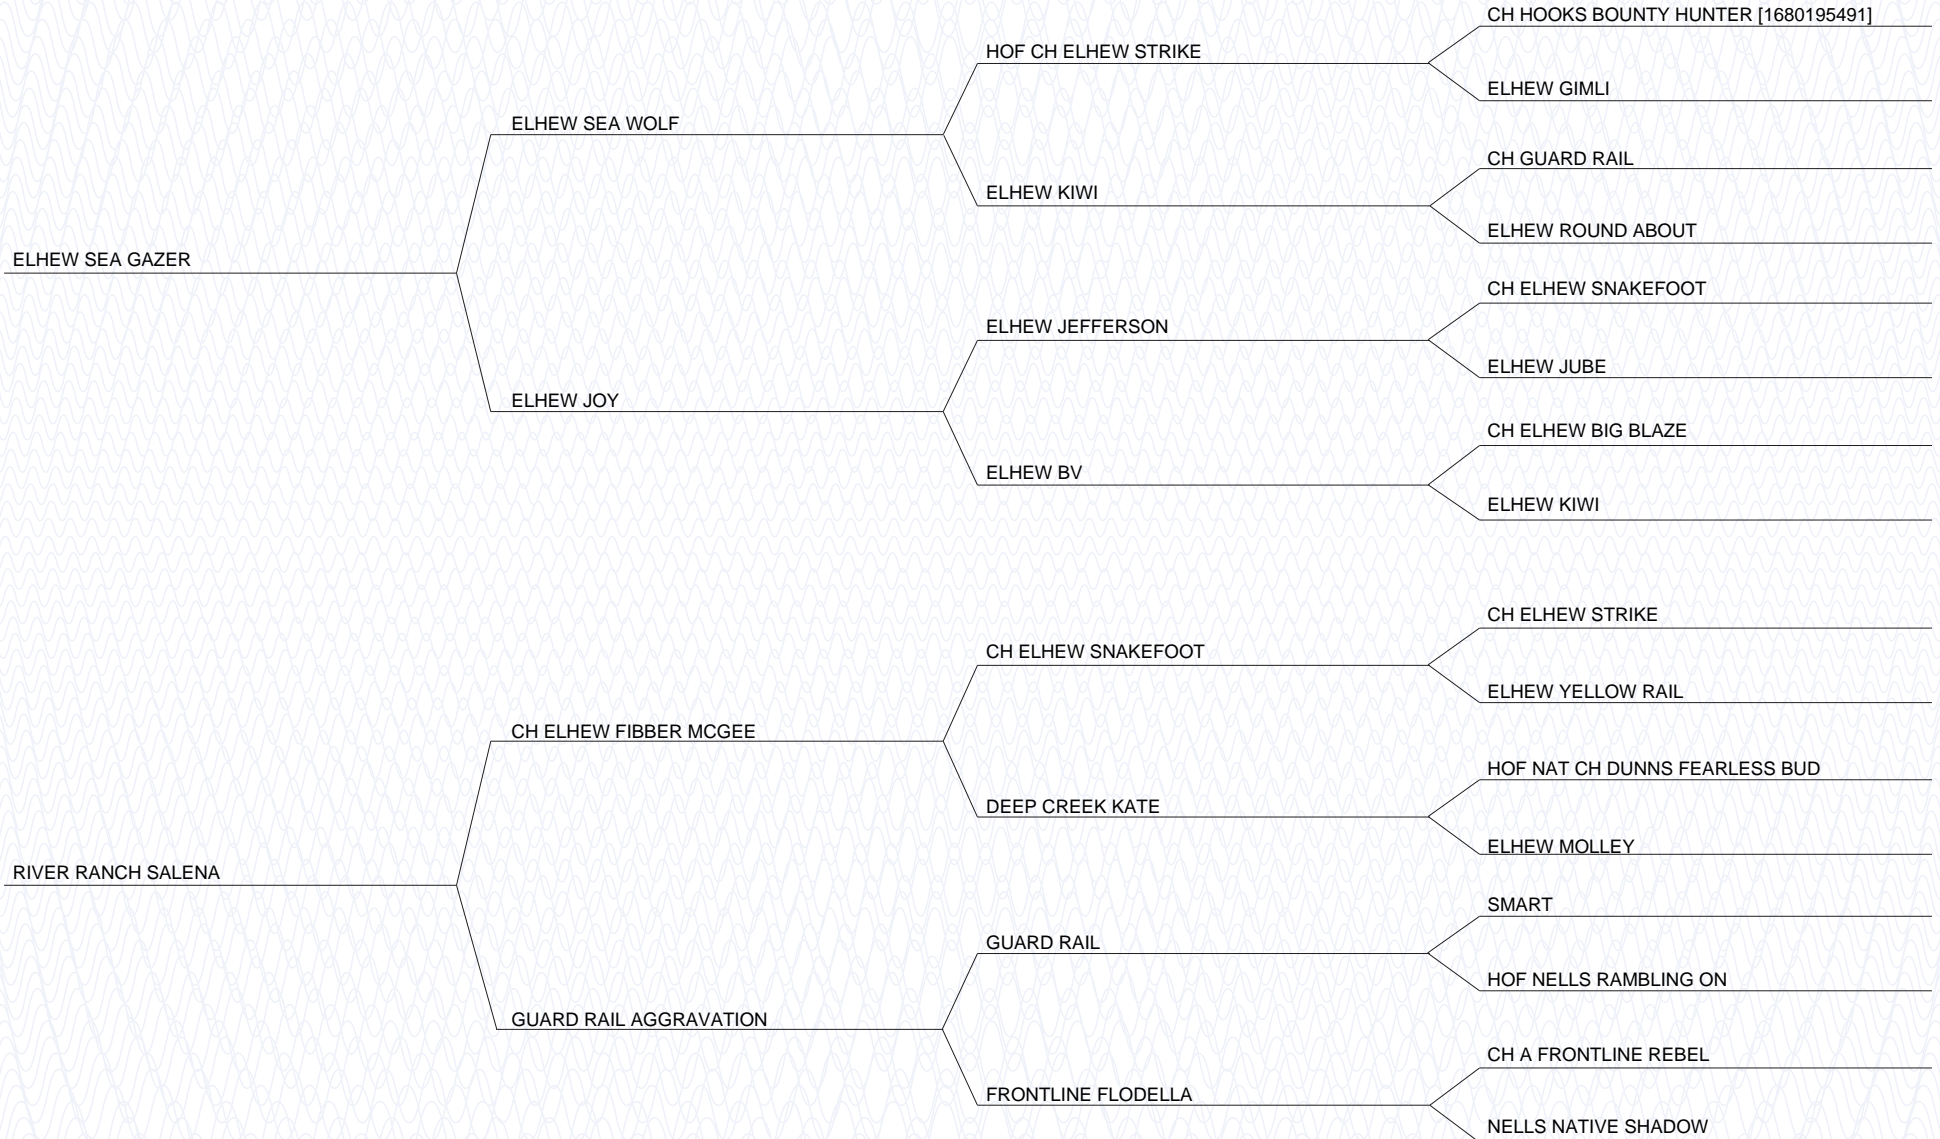 CH HOOKS BOUNTY HUNTER [1680195491]
HOF CH ELHEW STRIKE
ELHEW GIMLI
ELHEW SEA WOLF
CH GUARD RAIL
ELHEW KIWI
ELHEW ROUND ABOUT
ELHEW SEA GAZER
CH ELHEW SNAKEFOOT
ELHEW JEFFERSON
ELHEW JUBE
ELHEW JOY
CH ELHEW BIG BLAZE
ELHEW BV
ELHEW KIWI
CH ELHEW STRIKE
CH ELHEW SNAKEFOOT
ELHEW YELLOW RAIL
CH ELHEW FIBBER MCGEE
HOF NAT CH DUNNS FEARLESS BUD
DEEP CREEK KATE
ELHEW MOLLEY
RIVER RANCH SALENA
SMART
GUARD RAIL
HOF NELLS RAMBLING ON
GUARD RAIL AGGRAVATION
CH A FRONTLINE REBEL
FRONTLINE FLODELLA
NELLS NATIVE SHADOW